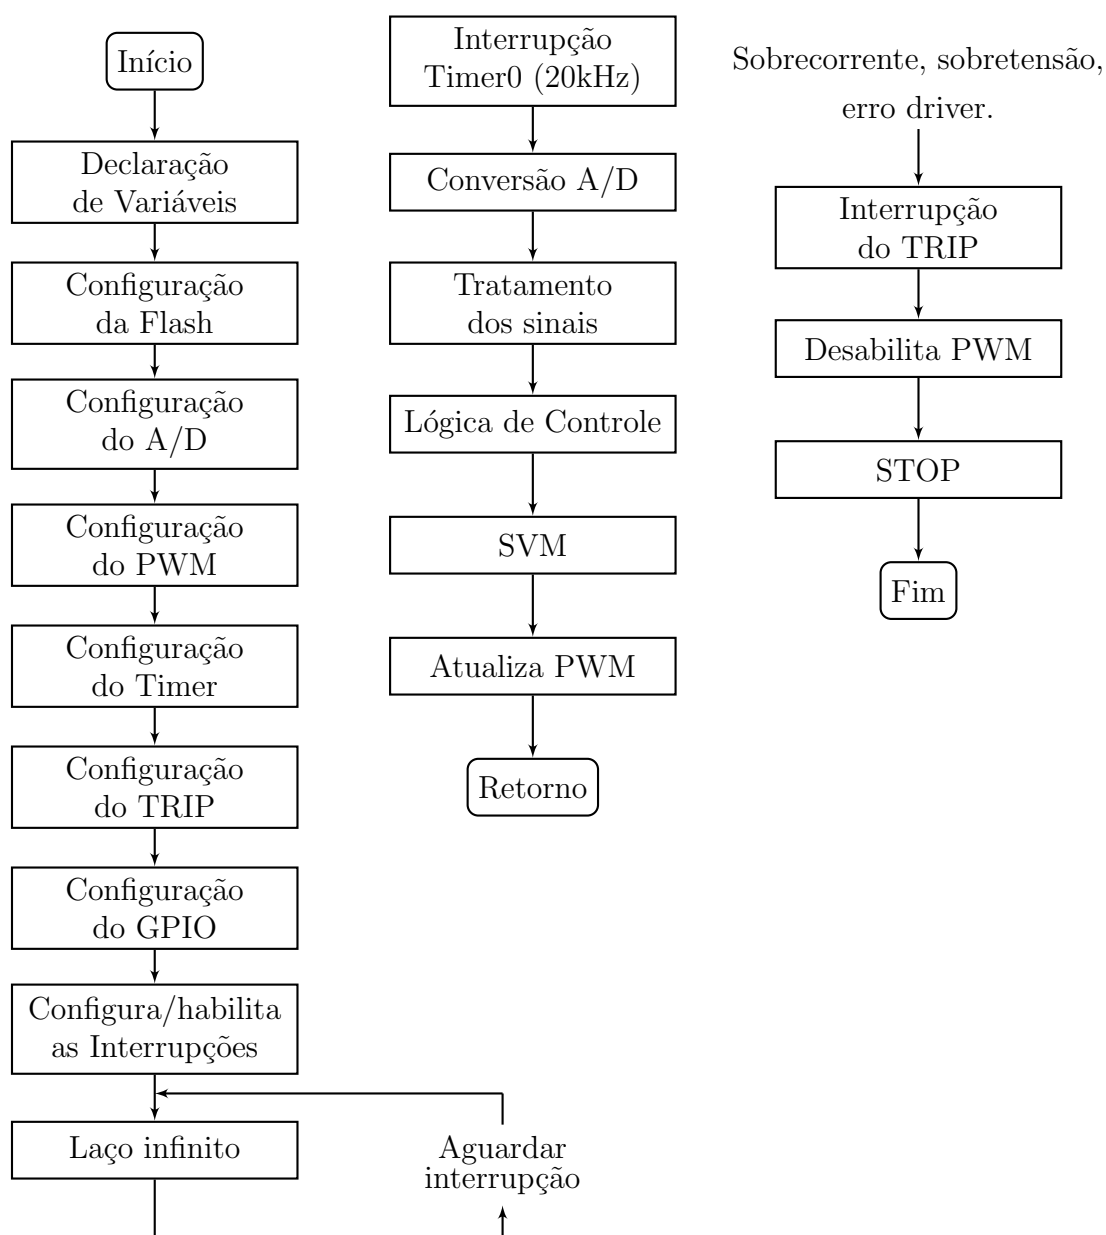 Início
Declaração
de Variáveis
Configuração
da Flash
Configuração
do A/D
Configuração
do PWM
Configuração
do Timer
Configuração
do TRIP
Configuração
do GPIO
Configura/habilita
as Interrupções
Laço infinito
Aguardar
interrupção
Interrupção
Timer0 (20kHz)
Conversão A/D
Tratamento
dos sinais
Lógica de Controle
SVM
Atualiza PWM
Retorno
Sobrecorrente, sobretensão,
erro driver.
Interrupção
do TRIP
Desabilita PWM
STOP
Fim